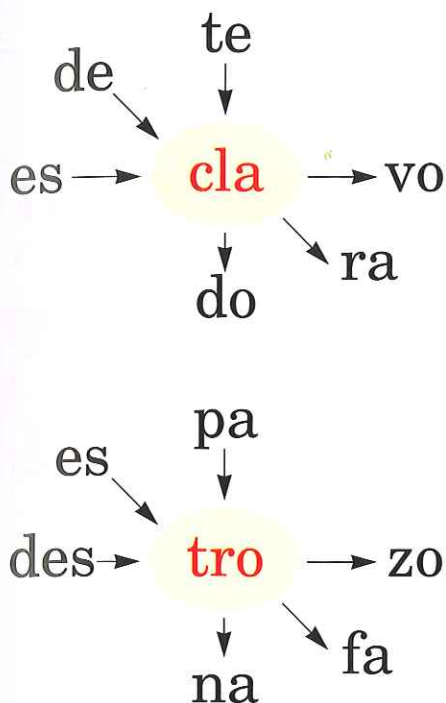 te
de
es cla vo
ra
do
pa
es
des tro zo
fa
na